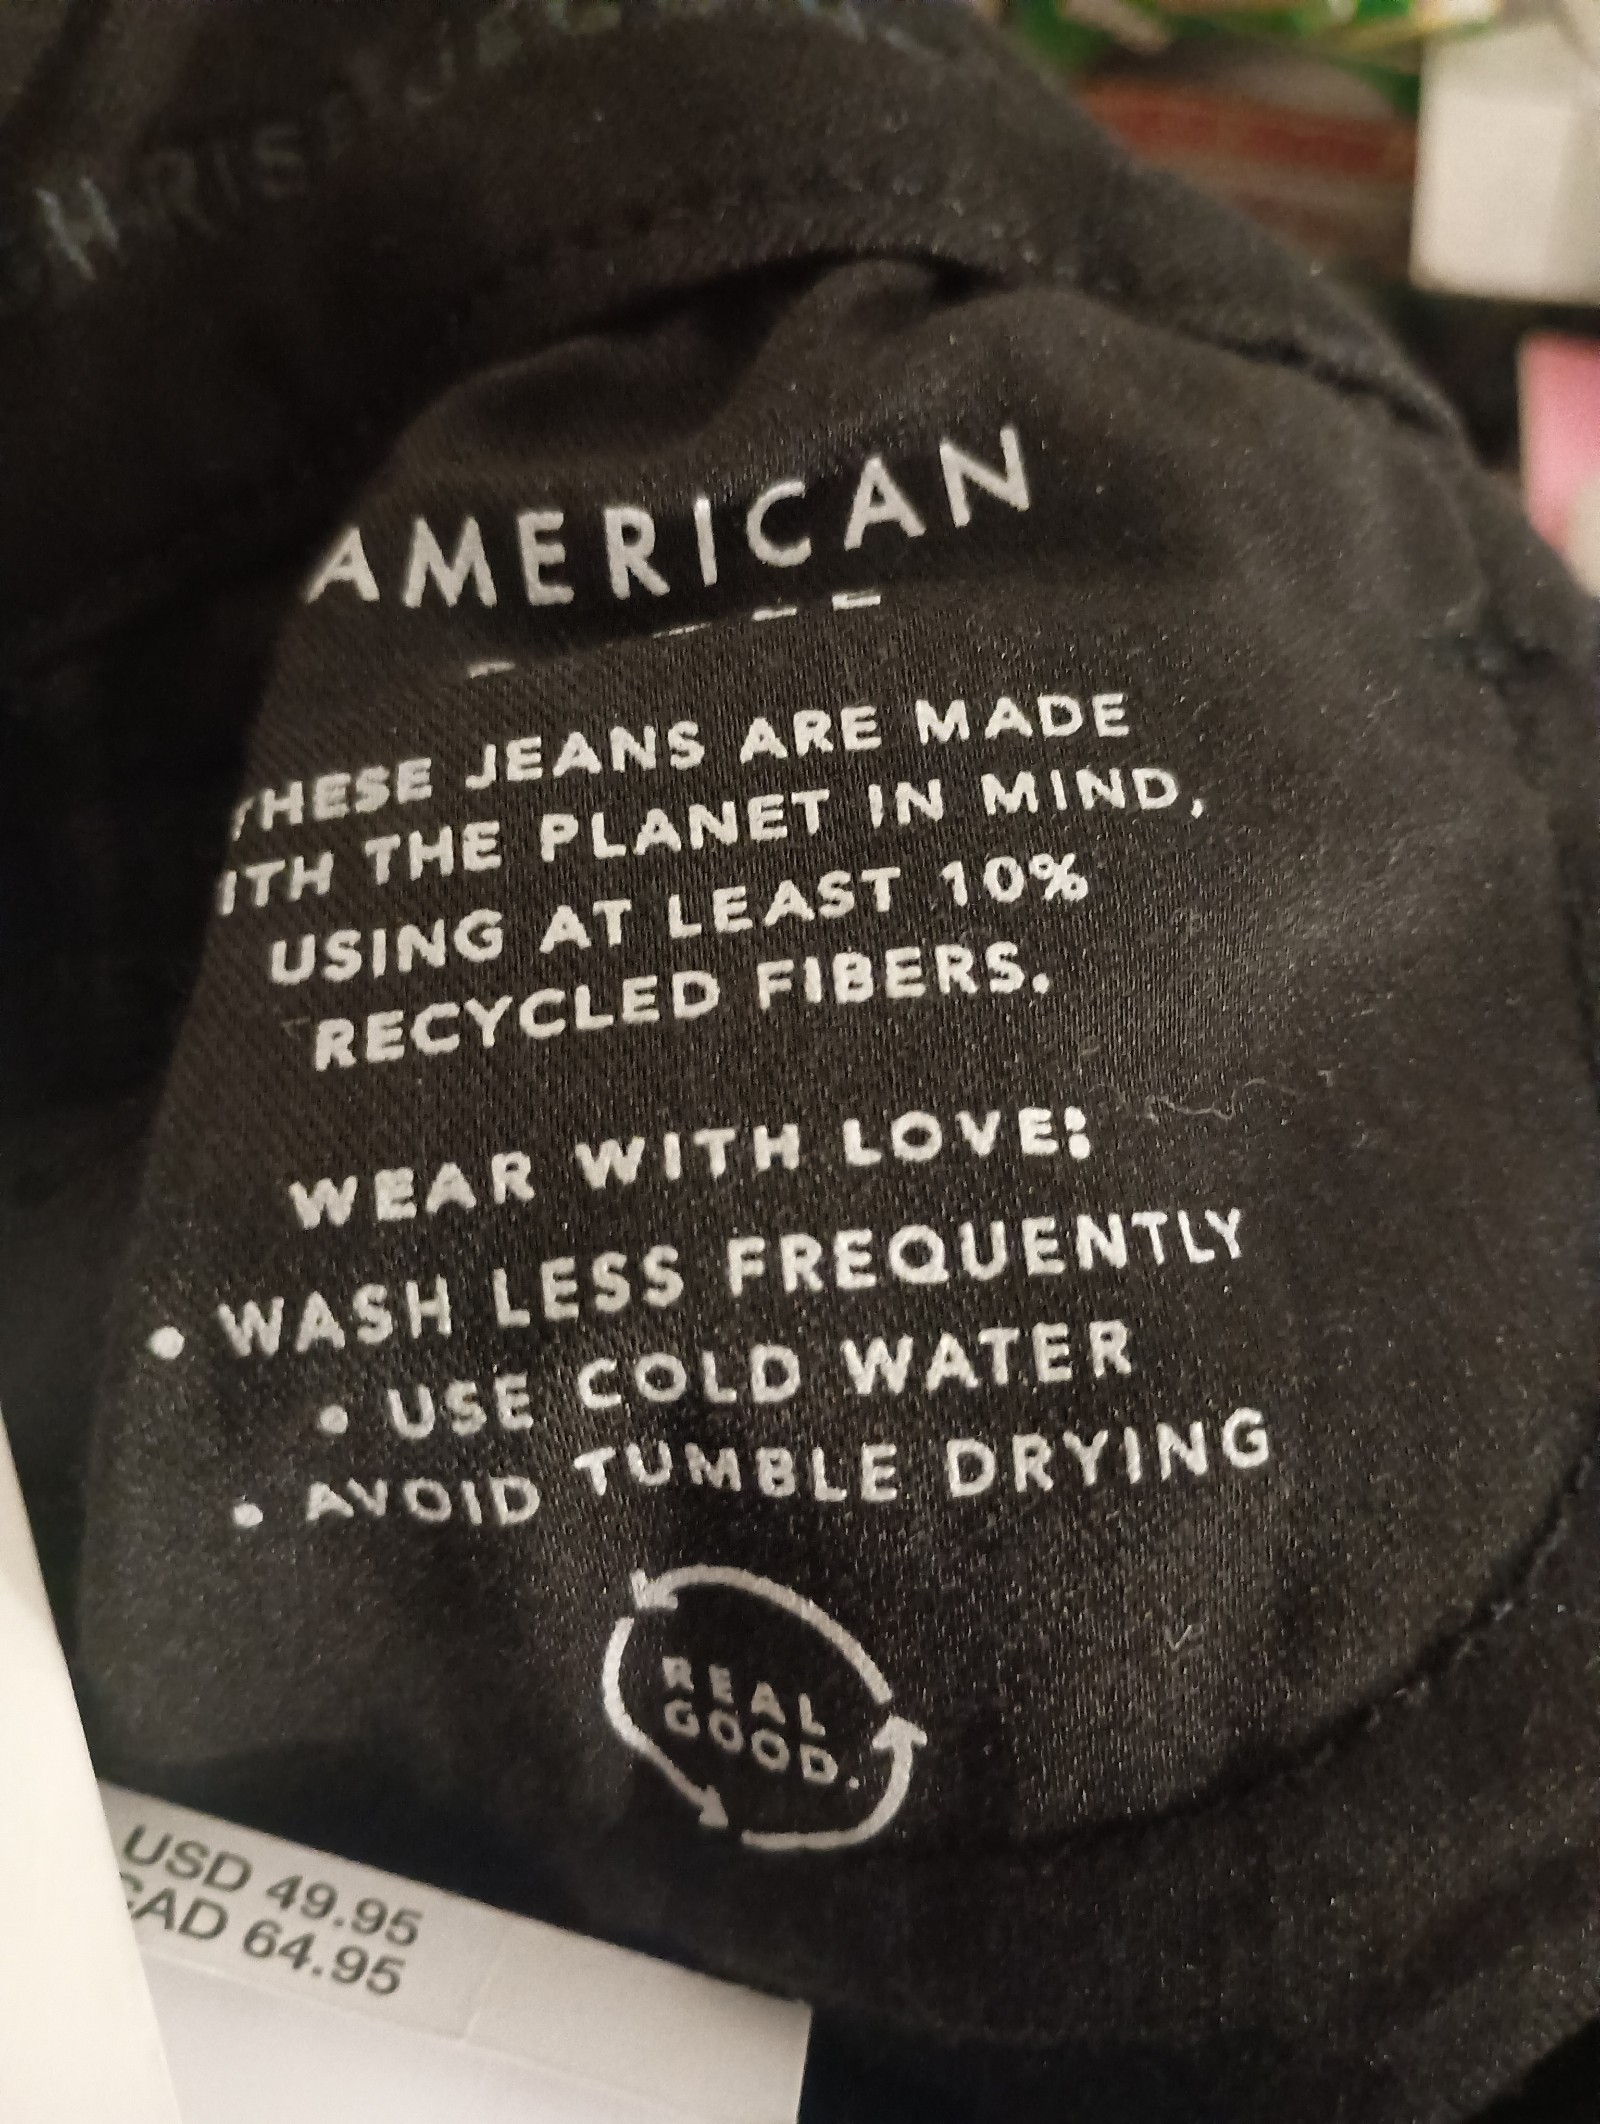 AMERICAN
THESE JEANS ARE MADE
ITH THE PLANET IN MIND,
USING AT LEAST 10%
RECYCLED FIBERS.
WEAR WITH LOVE:
• WASH LESS FREQUENTLY
• USE COLD WATER
• AVOID TUMBLE DRYING
REAL
GOOD.
USD 49.95
CAD 64.95